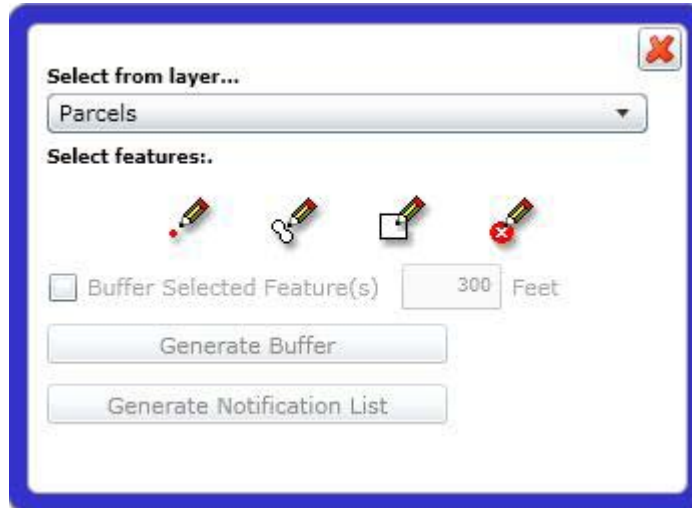 Select from layer...
Parcels
Select features:.
Buffer Selected Feature(s) 300 Feet
Generate Buffer
Generate Notification List